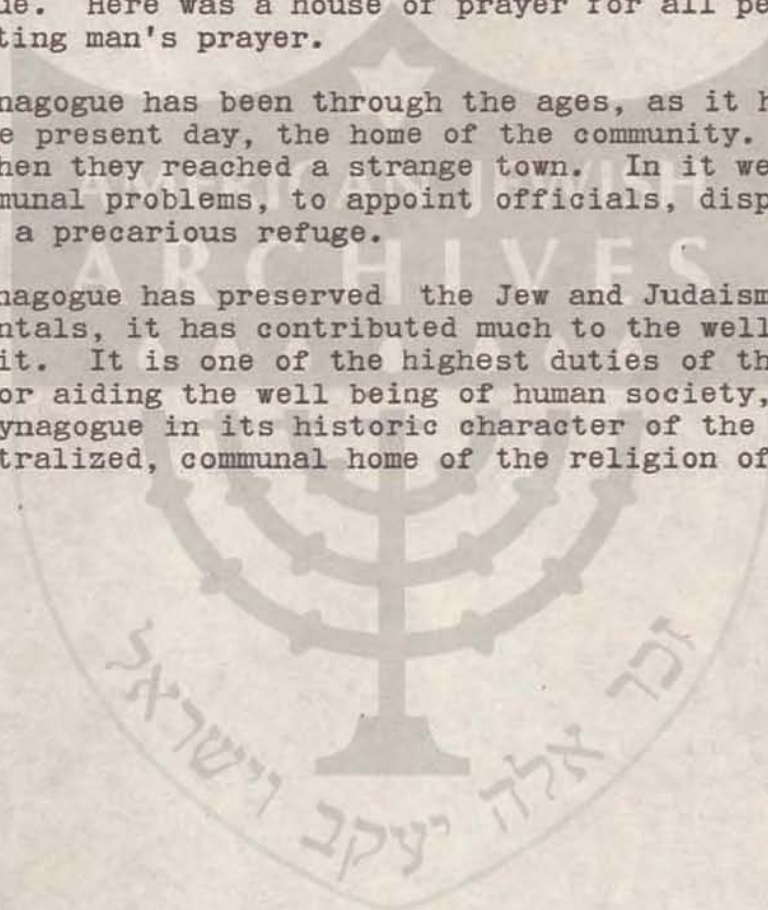 ue. Here was a house of prayer for all pe
ting man's prayer.
nagogue has been through the ages, as it h
e present day, the home of the community.
hen they reached a strange town. In it we
munal problems, to appoint officials, disp
a precarious refuge.
nagogue has preserved the Jew and Judaism
ntals, it has contributed much to the well
it. It is one of the highest duties of th
or aiding the well being of human society,
ynagogue in its historic character of the
tralized, communal home of the religion of
AMERICAN JEWISH
ARCHIVES
זכר אלה יעקב וישראל